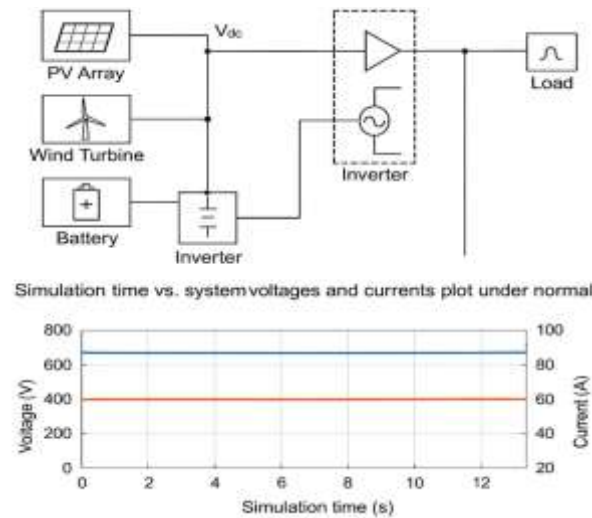 Vdc
PV Array
Wind Turbine
Battery
Inverter
Inverter
Load
Simulation time vs. system voltages and currents plot under normal
800
600
400
200
0
Voltage (V)
100
80
60
40
20
Current (A)
0 2 4 6 8 10 12
Simulation time (s)